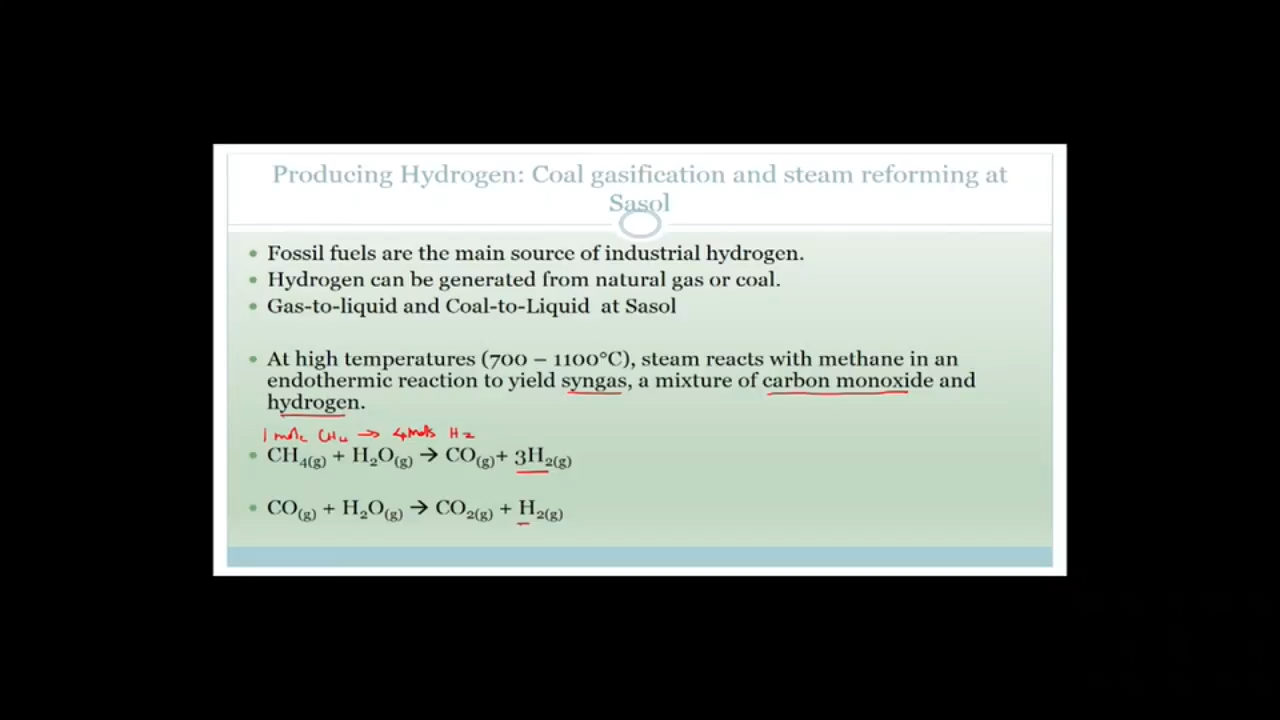 Producing Hydrogen: Coal gasification and steam reforming at
Sasol
• Fossil fuels are the main source of industrial hydrogen.
• Hydrogen can be generated from natural gas or coal.
• Gas-to-liquid and Coal-to-Liquid at Sasol
• At high temperatures (700 – 1100°C), steam reacts with methane in an
endothermic reaction to yield syngas, a mixture of carbon monoxide and
hydrogen.
1 mole CH₄ → 4 mols H₂
• CH₄(g) + H₂O(g) → CO(g)+ 3H₂(g)
• CO(g) + H₂O(g) → CO₂(g) + H₂(g)